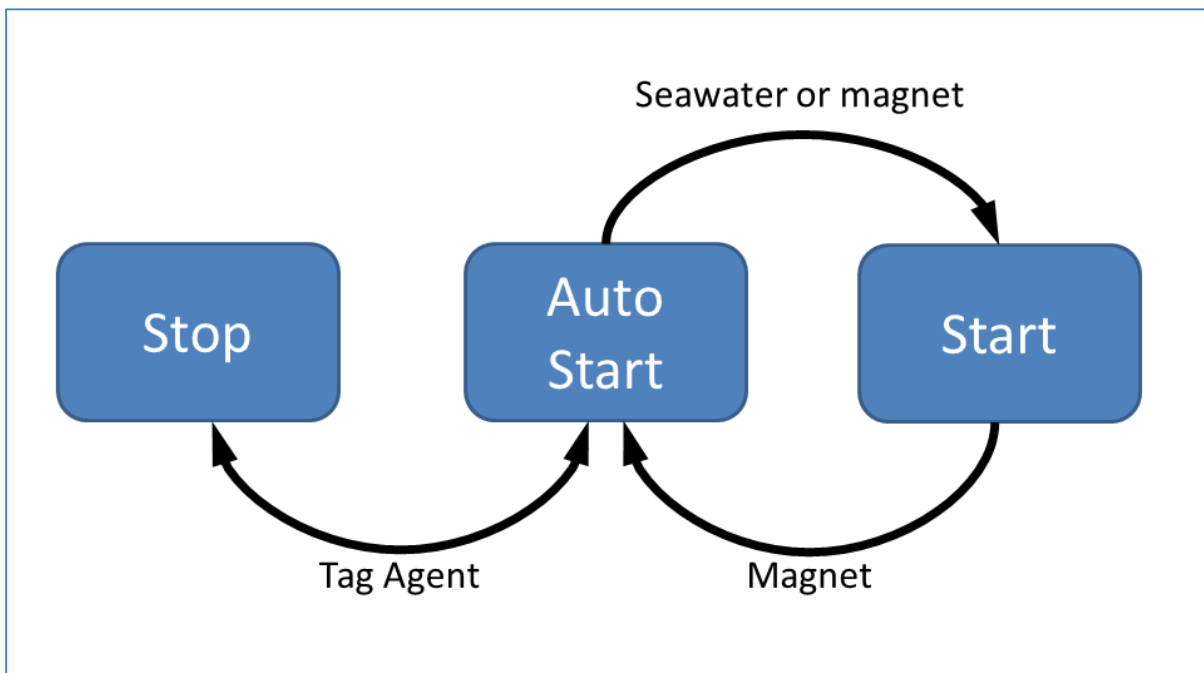 Seawater or magnet
Stop
Auto
Start
Start
Tag Agent
Magnet